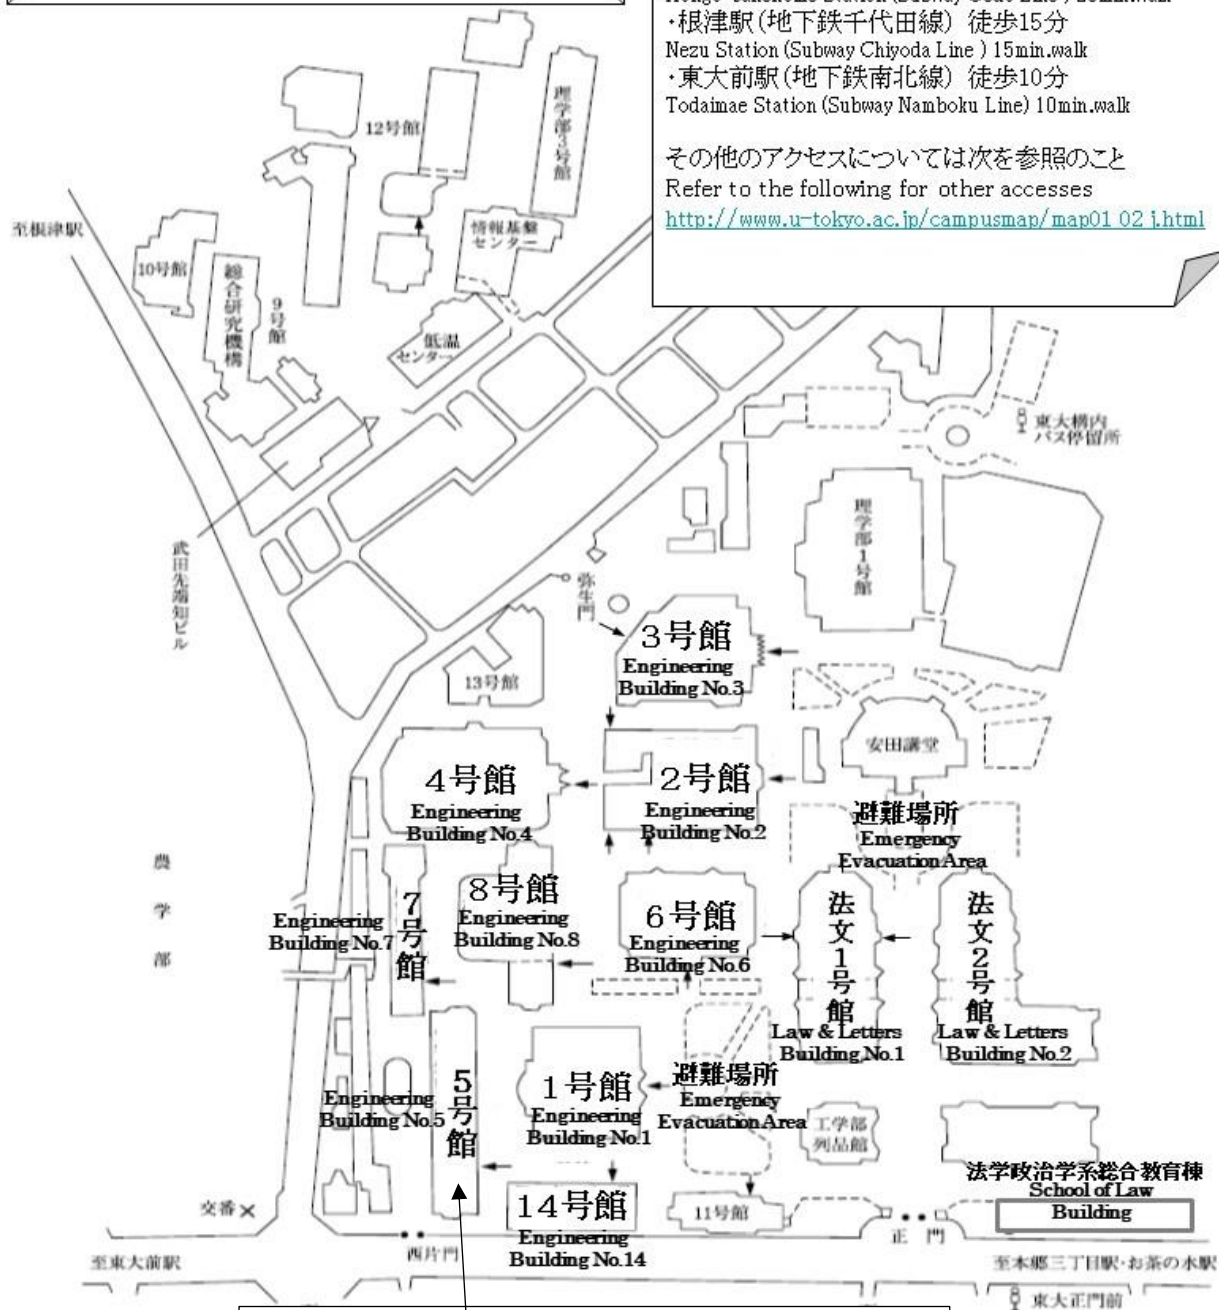 ・根津駅(地下鉄千代田線) 徒歩15分
Nezu Station (Subway Chiyoda Line ) 15min.walk
・東大前駅(地下鉄南北線) 徒歩10分
Todaimae Station (Subway Namboku Line) 10min.walk
その他のアクセスについては次を参照のこと
Refer to the following for other accesses
http://www.u-tokyo.ac.jp/campusmap/map01_02_j.html
理学部3号館
12号館
至根津駅
情報基盤
センター
10号館
総合研究機構
9号館
低温
センター
東大構内
バス停留所
理学部1号館
武田先端知ビル
弥生門
3号館
Engineering
Building No.3
13号館
安田講堂
4号館
Engineering
Building No.4
2号館
Engineering
Building No.2
避難場所
Emergency
Evacuation Area
農学部
7号館
Engineering
Building No.7
8号館
Engineering
Building No.8
6号館
Engineering
Building No.6
法文1号館
Law & Letters
Building No.1
法文2号館
Law & Letters
Building No.2
5号館
Engineering
Building No.5
1号館
Engineering
Building No.1
避難場所
Emergency
Evacuation Area
工学部
列品館
法学政治学系総合教育棟
School of Law
Building
交番
14号館
Engineering
Building No.14
11号館
西片門
正門
至東大前駅
至本郷三丁目駅・お茶の水駅
東大正門前